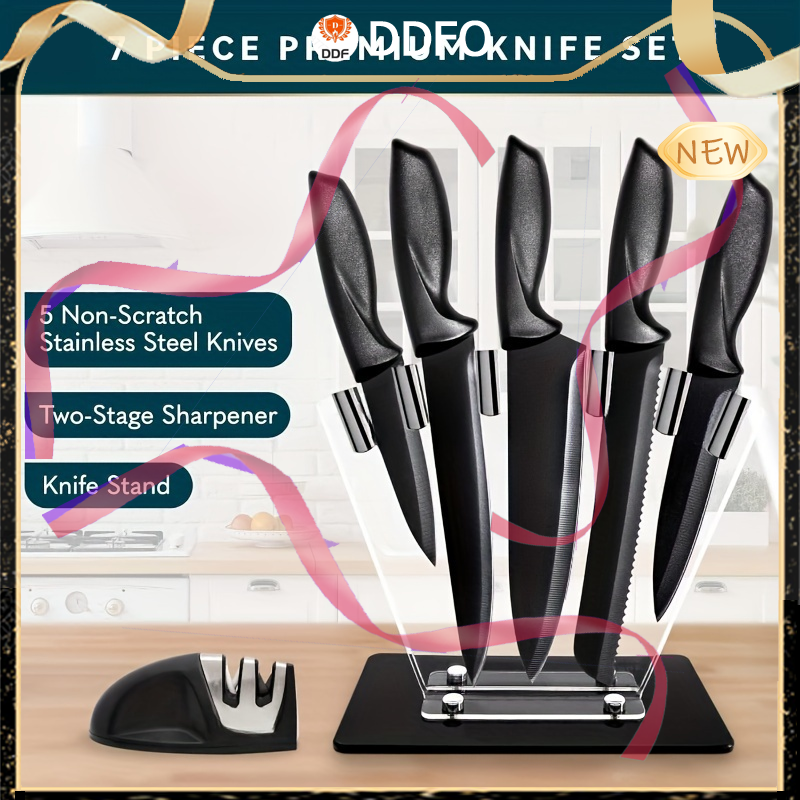 DDFO
D
DDF
7 PIECE PREMIUM KNIFE SET
NEW
5 Non-Scratch
Stainless Steel Knives
Two-Stage Sharpener
Knife Stand